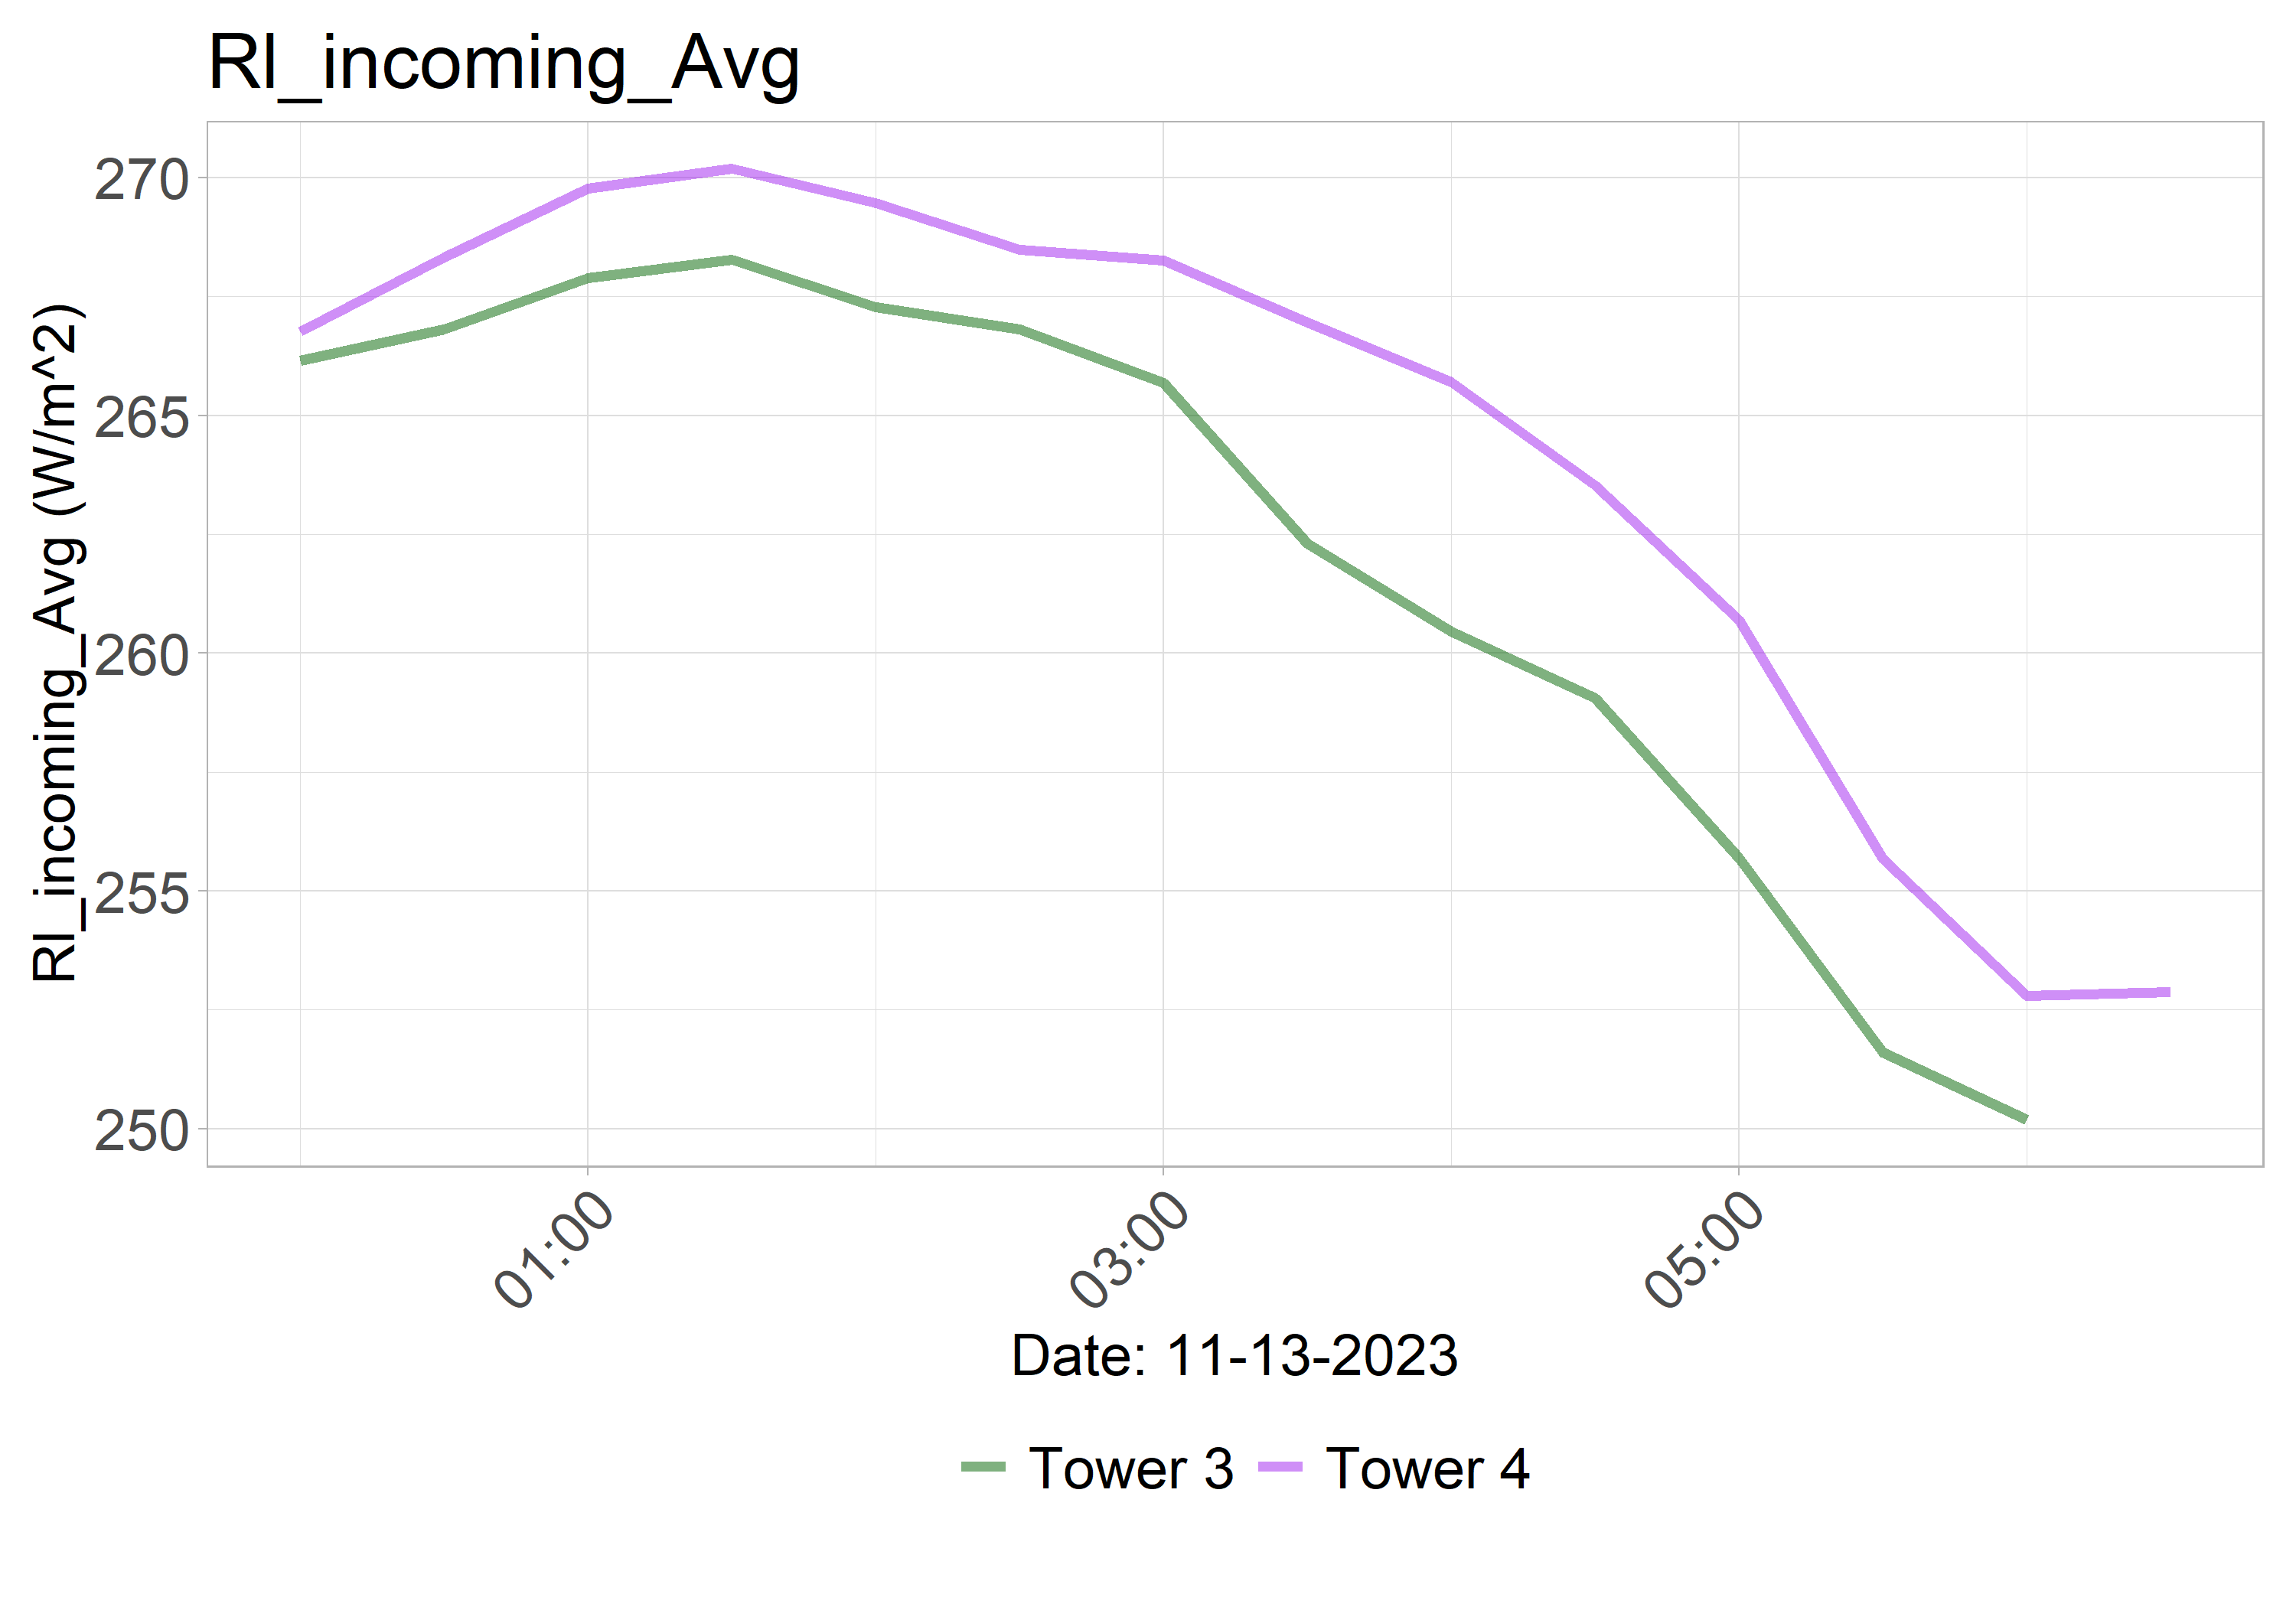 Rl_incoming_Avg
Rl_incoming_Avg (W/m^2)
270
265
260
255
250
01:00
03:00
05:00
Date: 11-13-2023
Tower 3
Tower 4